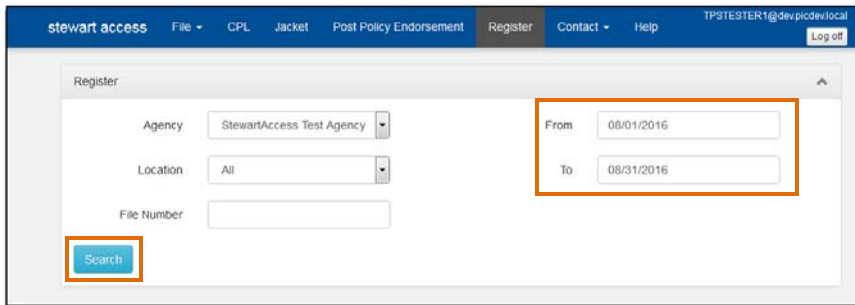 stewart access File CPL Jacket Post Policy Endorsement Register Contact Help TPSTESTER1@dev.picdev.local
Log off
Register
Agency StewartAccess Test Agency From 08/01/2016
Location All To 08/31/2016
File Number
Search